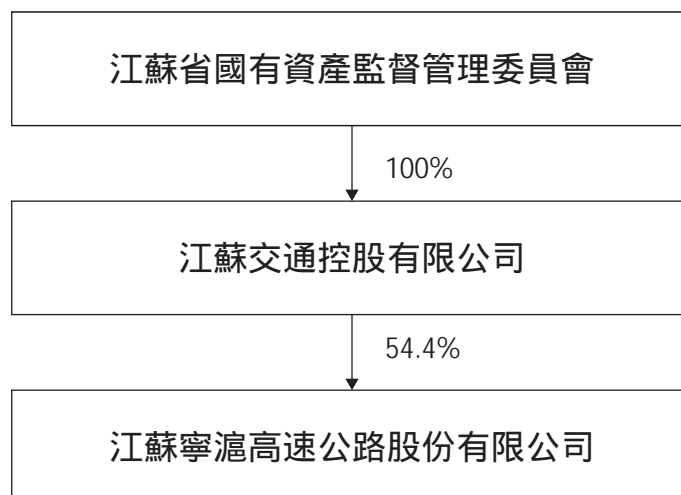 江蘇省國有資產監督管理委員會
100%
江蘇交通控股有限公司
54.4%
江蘇寧滬高速公路股份有限公司